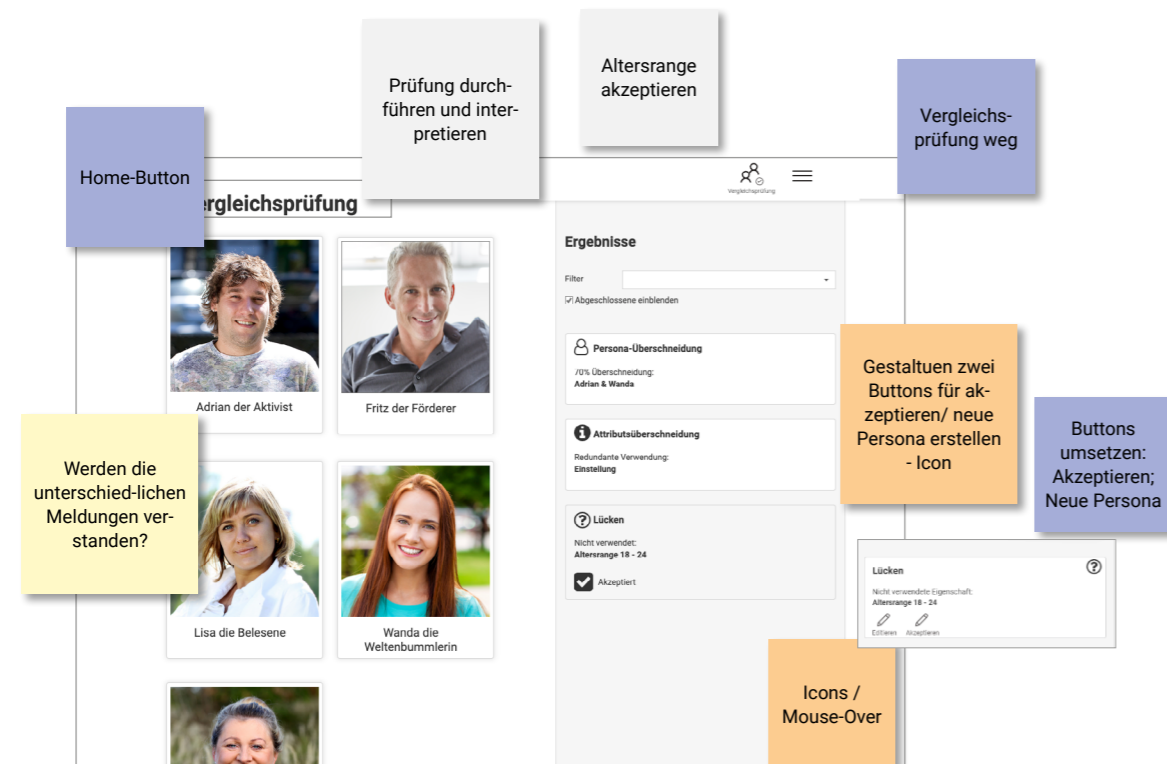 Prüfung durch-
führen und inter-
pretieren
Altersrange
akzeptieren
Vergleichs-
prüfung weg
Home-Button
ergleichsprüfung
Vergleichsprüfung
Ergebnisse
Filter
Abgeschlossene einblenden
Persona-Überschneidung
70% Überschneidung:
Adrian & Wanda
Adrian der Aktivist
Fritz der Förderer
Attributsüberschneidung
Redundante Verwendung:
Einstellung
Gestaltuen zwei
Buttons für ak-
zeptieren/ neue
Persona erstellen
- Icon
Buttons
umsetzen:
Akzeptieren;
Neue Persona
Werden die
unterschied-lichen
Meldungen ver-
standen?
Lücken
Nicht verwendet:
Altersrange 18 - 24
Akzeptiert
Lücken
Nicht verwendete Eigenschaft:
Altersrange 18 - 24
Editieren Akzeptieren
Lisa die Belesene
Wanda die
Weltenbummlerin
Icons /
Mouse-Over